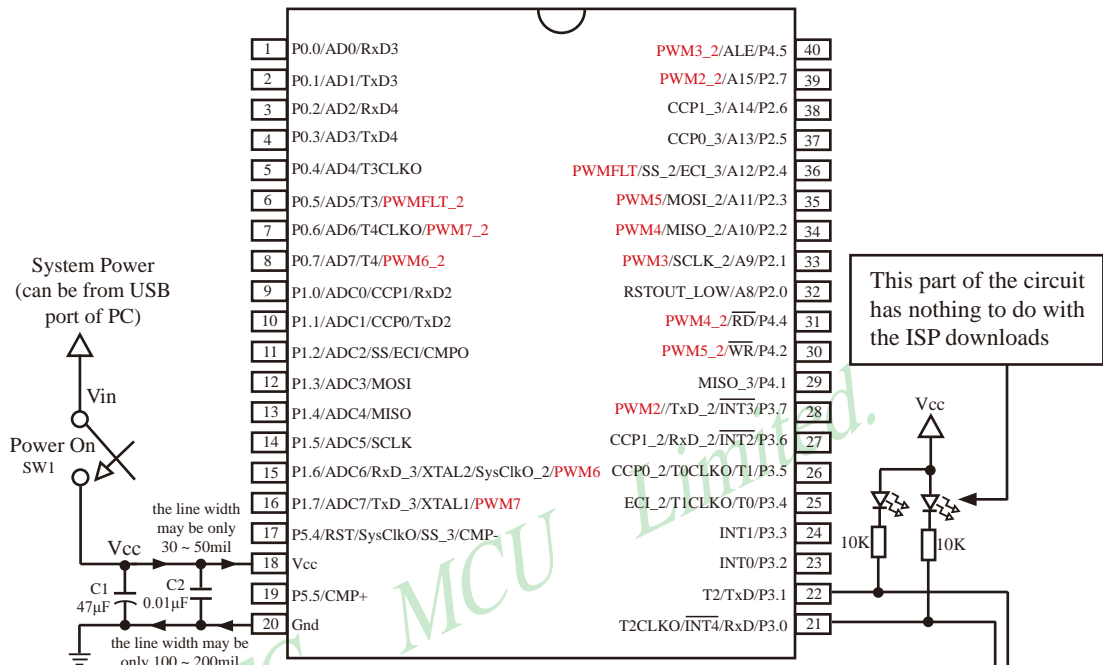 1 P0.0/AD0/RxD3
2 P0.1/AD1/TxD3
3 P0.2/AD2/RxD4
4 P0.3/AD3/TxD4
5 P0.4/AD4/T3CLKO
6 P0.5/AD5/T3/PWMFLT_2
7 P0.6/AD6/T4CLKO/PWM7_2
8 P0.7/AD7/T4/PWM6_2
9 P1.0/ADC0/CCP1/RxD2
10 P1.1/ADC1/CCP0/TxD2
11 P1.2/ADC2/SS/ECI/CMPO
12 P1.3/ADC3/MOSI
13 P1.4/ADC4/MISO
14 P1.5/ADC5/SCLK
15 P1.6/ADC6/RxD_3/XTAL2/SysClkO_2/PWM6
16 P1.7/ADC7/TxD_3/XTAL1/PWM7
17 P5.4/RST/SysClkO/SS_3/CMP-
18 Vcc
19 P5.5/CMP+
20 Gnd
PWM3_2/ALE/P4.5 40
PWM2_2/A15/P2.7 39
CCP1_3/A14/P2.6 38
CCP0_3/A13/P2.5 37
PWMFLT/SS_2/ECI_3/A12/P2.4 36
PWM5/MOSI_2/A11/P2.3 35
PWM4/MISO_2/A10/P2.2 34
PWM3/SCLK_2/A9/P2.1 33
RSTOUT_LOW/A8/P2.0 32
PWM4_2/RD/P4.4 31
PWM5_2/WR/P4.2 30
MISO_3/P4.1 29
PWM2//TxD_2/INT3/P3.7 28
CCP1_2/RxD_2/INT2/P3.6 27
CCP0_2/T0CLKO/T1/P3.5 26
ECI_2/T1CLKO/T0/P3.4 25
INT1/P3.3 24
INT0/P3.2 23
T2/TxD/P3.1 22
T2CLKO/INT4/RxD/P3.0 21
System Power
(can be from USB
port of PC)
Vin
Power On
SW1
the line width
may be only
30 ~ 50mil
Vcc
C1
47μF
C2
0.01μF
the line width may be
only 100 ~ 200mil
This part of the circuit
has nothing to do with
the ISP downloads
Vcc
10K
10K
MCU Limited.